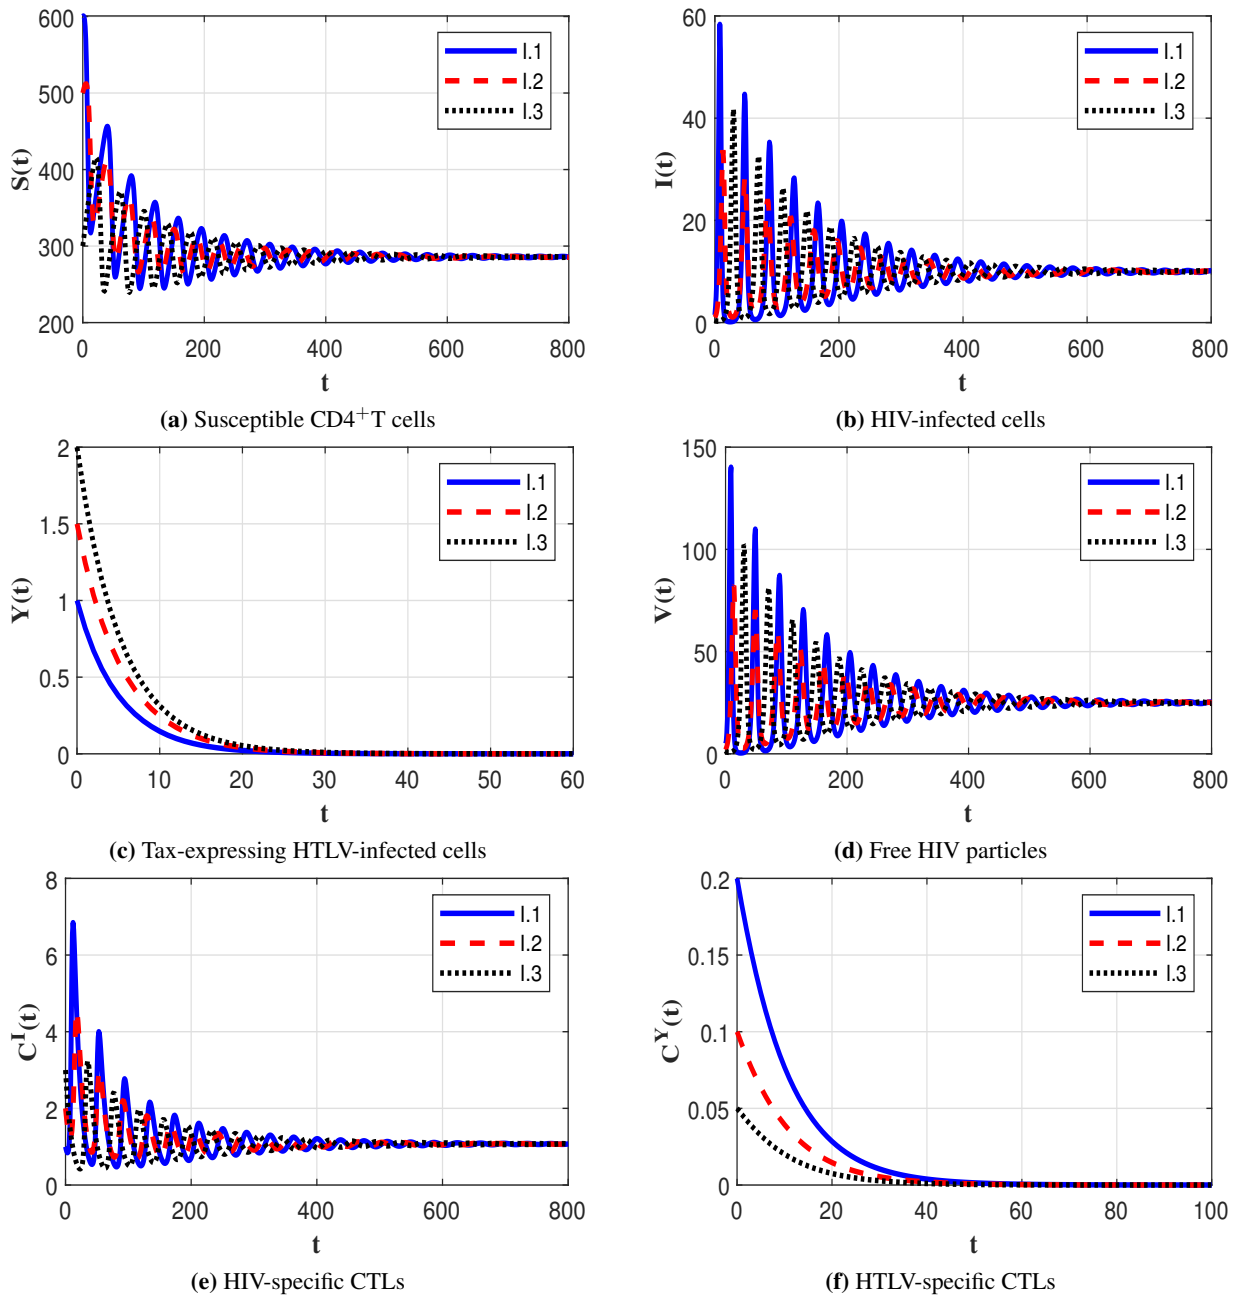 600
500
400
300
200
S(t)
0
200
400
600
800
t
I.1
I.2
I.3
(a) Susceptible CD4+T cells
60
40
20
0
I(t)
0
200
400
600
800
t
I.1
I.2
I.3
(b) HIV-infected cells
2
1.5
1
0.5
0
Y(t)
0
10
20
30
40
50
60
t
I.1
I.2
I.3
(c) Tax-expressing HTLV-infected cells
150
100
50
0
V(t)
0
200
400
600
800
t
I.1
I.2
I.3
(d) Free HIV particles
8
6
4
2
0
C^I(t)
0
200
400
600
800
t
I.1
I.2
I.3
(e) HIV-specific CTLs
0.2
0.15
0.1
0.05
0
C^Y(t)
0
20
40
60
80
100
t
I.1
I.2
I.3
(f) HTLV-specific CTLs